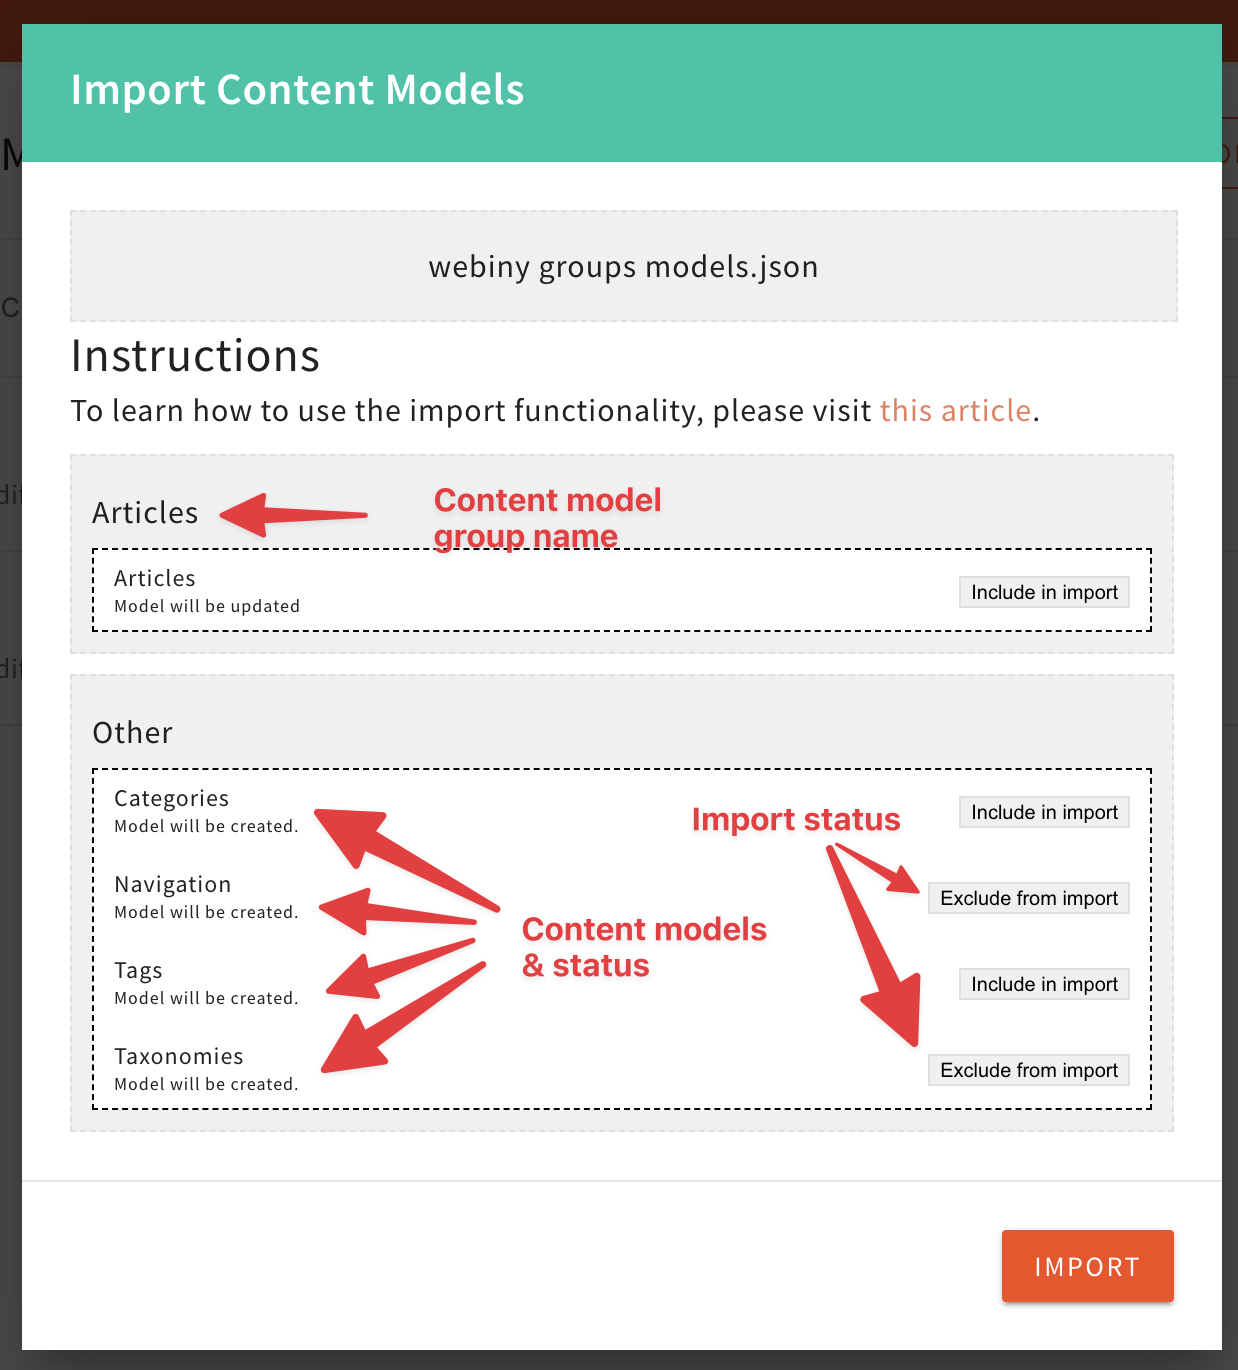 Import Content Models
webiny groups models.json
Instructions
To learn how to use the import functionality, please visit this article.
Articles
Content model
group name
Articles
Model will be updated
Include in import
Other
Categories
Model will be created.
Import status
Include in import
Navigation
Model will be created.
Exclude from import
Content models
& status
Tags
Model will be created.
Include in import
Taxonomies
Model will be created.
Exclude from import
IMPORT